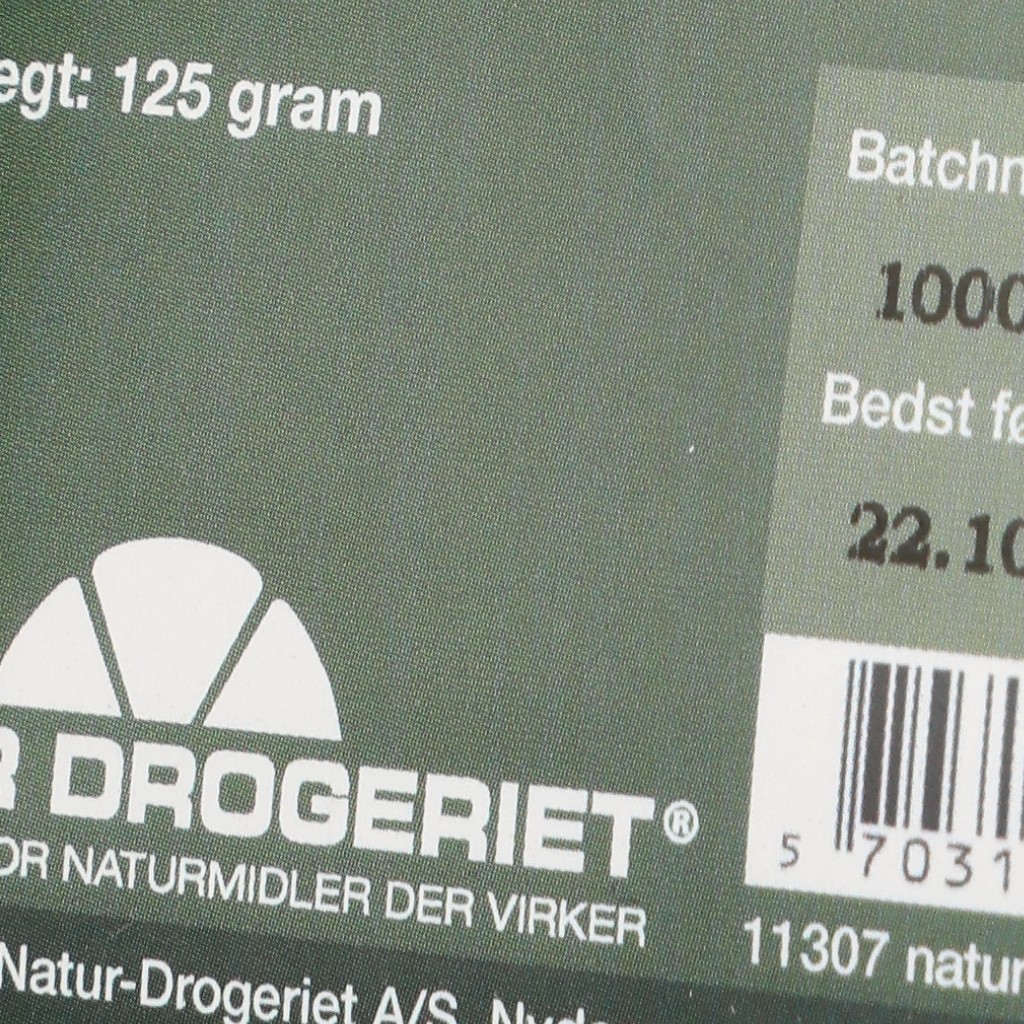 egt: 125 gram
Batchn
1000
Bedst fø
22.10
R DROGERIET®
OR NATURMIDLER DER VIRKER
5 7031
11307 natur
Natur-Drogeriet A/S